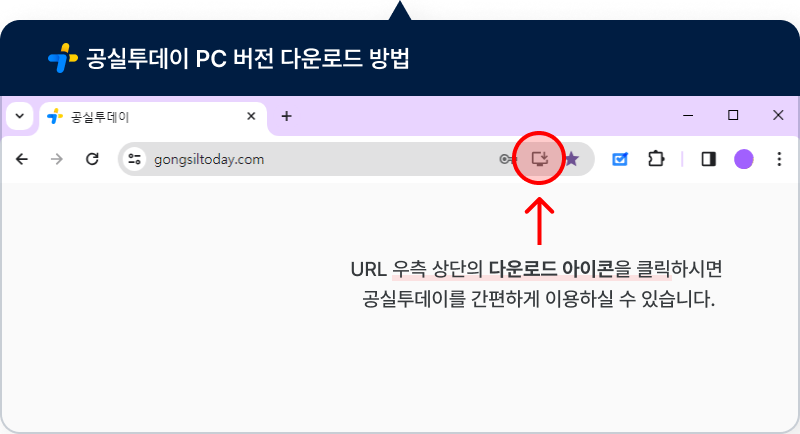 공실투데이 PC 버전 다운로드 방법
공실투데이
gongsiltoday.com
URL 우측 상단의 다운로드 아이콘을 클릭하시면
공실투데이를 간편하게 이용하실 수 있습니다.